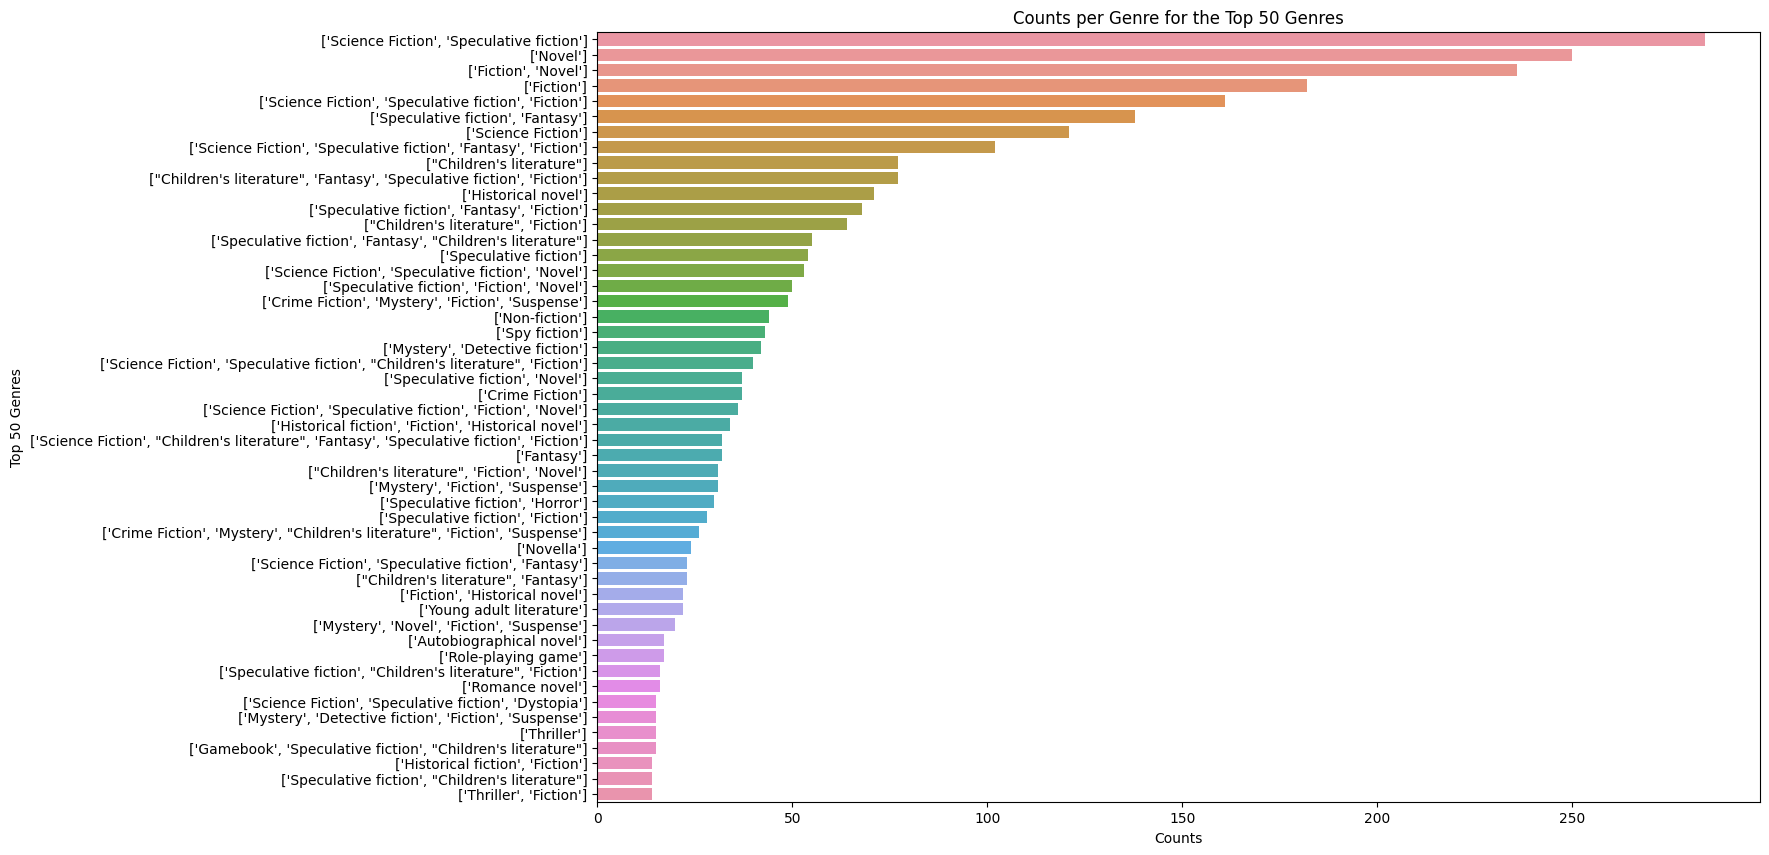 Counts per Genre for the Top 50 Genres
['Science Fiction', 'Speculative fiction']
['Novel']
['Fiction', 'Novel']
['Fiction']
['Science Fiction', 'Speculative fiction', 'Fiction']
['Speculative fiction', 'Fantasy']
['Science Fiction']
['Science Fiction', 'Speculative fiction', 'Fantasy', 'Fiction']
["Children's literature"]
["Children's literature", 'Fantasy', 'Speculative fiction', 'Fiction']
['Historical novel']
['Speculative fiction', 'Fantasy', 'Fiction']
["Children's literature", 'Fiction']
['Speculative fiction', 'Fantasy', "Children's literature"]
['Speculative fiction']
['Science Fiction', 'Speculative fiction', 'Novel']
['Speculative fiction', 'Fiction', 'Novel']
['Crime Fiction', 'Mystery', 'Fiction', 'Suspense']
['Non-fiction']
['Spy fiction']
['Mystery', 'Detective fiction']
['Science Fiction', 'Speculative fiction', "Children's literature", 'Fiction']
['Speculative fiction', 'Novel']
['Crime Fiction']
['Science Fiction', 'Speculative fiction', 'Fiction', 'Novel']
['Historical fiction', 'Fiction', 'Historical novel']
['Science Fiction', "Children's literature", 'Fantasy', 'Speculative fiction', 'Fiction']
['Fantasy']
["Children's literature", 'Fiction', 'Novel']
['Mystery', 'Fiction', 'Suspense']
['Speculative fiction', 'Horror']
['Speculative fiction', 'Fiction']
['Crime Fiction', 'Mystery', "Children's literature", 'Fiction', 'Suspense']
['Novella']
['Science Fiction', 'Speculative fiction', 'Fantasy']
["Children's literature", 'Fantasy']
['Fiction', 'Historical novel']
['Young adult literature']
['Mystery', 'Novel', 'Fiction', 'Suspense']
['Autobiographical novel']
['Role-playing game']
['Speculative fiction', "Children's literature", 'Fiction']
['Romance novel']
['Science Fiction', 'Speculative fiction', 'Dystopia']
['Mystery', 'Detective fiction', 'Fiction', 'Suspense']
['Thriller']
['Gamebook', 'Speculative fiction', "Children's literature"]
['Historical fiction', 'Fiction']
['Speculative fiction', "Children's literature"]
['Thriller', 'Fiction']
Top 50 Genres
0 50 100 150 200 250
Counts